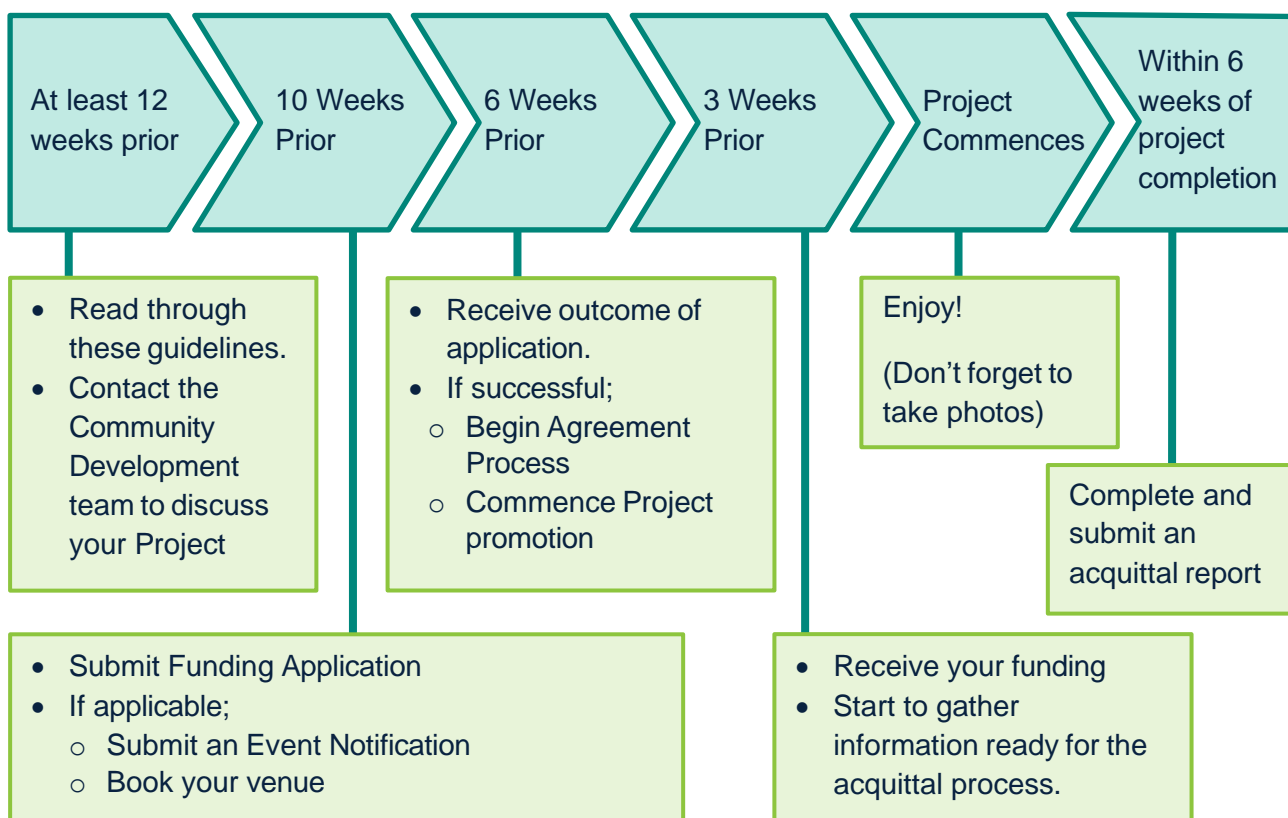 At least 12
weeks prior
10 Weeks
Prior
6 Weeks
Prior
3 Weeks
Prior
Project
Commences
Within 6
weeks of
project
completion
• Read through
these guidelines.
• Contact the
Community
Development
team to discuss
your Project
• Receive outcome of
application.
• If successful;
o Begin Agreement
Process
o Commence Project
promotion
Enjoy!
(Don’t forget to
take photos)
Complete and
submit an
acquittal report
• Submit Funding Application
• If applicable;
o Submit an Event Notification
o Book your venue
• Receive your funding
• Start to gather
information ready for the
acquittal process.